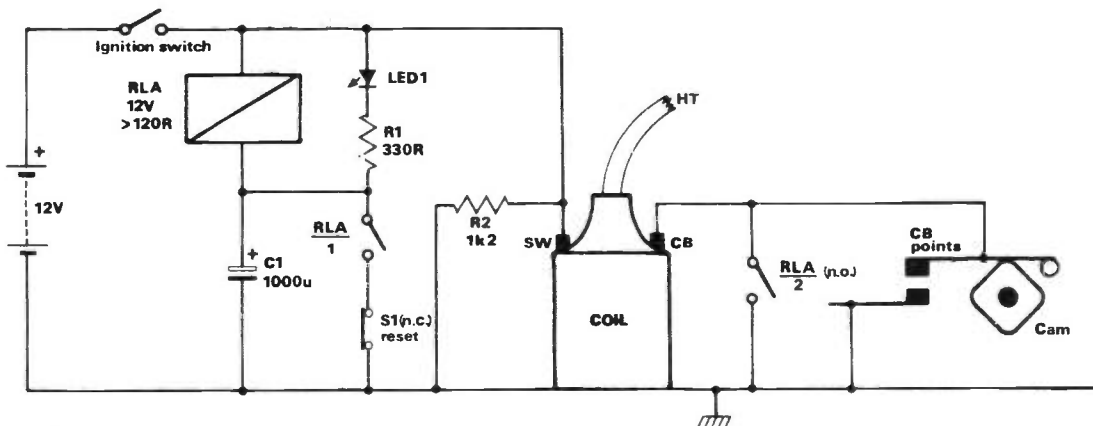 Ignition switch
RLA
12V
>120R
LED1
R1
330R
+
12V
+
C1
1000u
RLA
1
S1(n.c.)
reset
R2
1k2
SW
HT
CB
COIL
RLA (n.o.)
2
CB
points
Cam